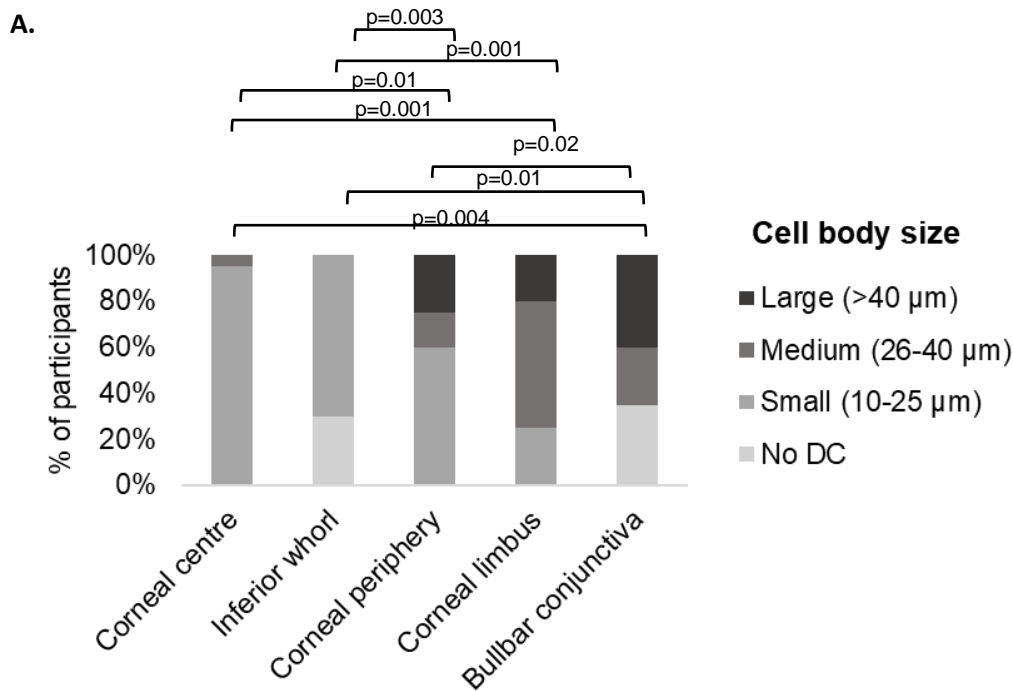 A.
p=0.003
p=0.001
p=0.01
p=0.001
p=0.02
p=0.01
p=0.004
Cell body size
Large (>40 µm)
Medium (26-40 µm)
Small (10-25 µm)
No DC
% of participants
100%
80%
60%
40%
20%
0%
Corneal centre
Inferior whorl
Corneal periphery
Corneal limbus
Bullbar conjunctiva